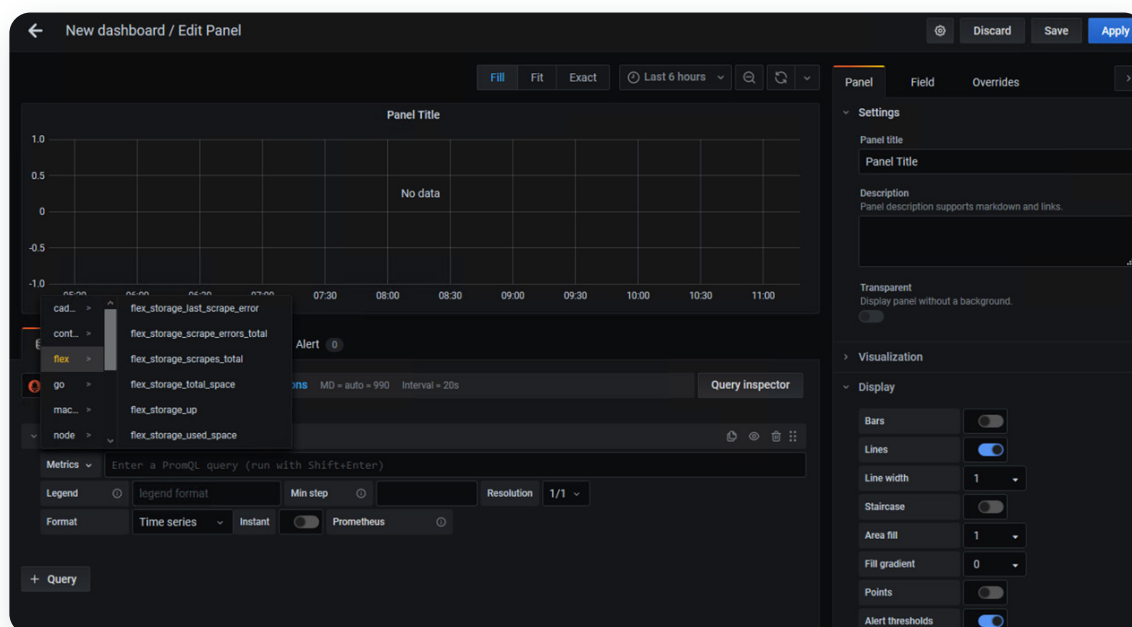 New dashboard / Edit Panel
Discard
Save
Apply
Fill
Fit
Exact
Last 6 hours
Panel Title
1.0
0.5
0
-0.5
-1.0
No data
07:30
08:00
08:30
09:00
09:30
10:00
10:30
11:00
cad... >
cont... >
flex >
go >
mac... >
node >
flex_storage_last_scrape_error
flex_storage_scrape_errors_total
flex_storage_scrapes_total
flex_storage_total_space
flex_storage_up
flex_storage_used_space
Alert 0
MD = auto = 990 Interval = 20s
Query inspector
Metrics
Enter a PromQL query (run with Shift+Enter)
Legend
legend format
Min step
Resolution
1/1
Format
Time series
Instant
Prometheus
+ Query
Panel
Field
Overrides
Settings
Panel title
Panel Title
Description
Panel description supports markdown and links.
Transparent
Display panel without a background.
Visualization
Display
Bars
Lines
Line width
1
Staircase
Area fill
1
Fill gradient
0
Points
Alert thresholds